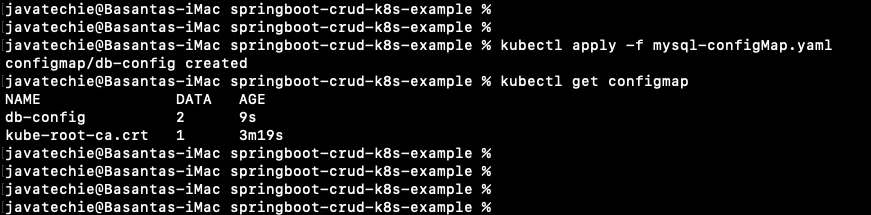 [javatechie@Basantas-iMac springboot-crud-k8s-example %
[javatechie@Basantas-iMac springboot-crud-k8s-example %
[javatechie@Basantas-iMac springboot-crud-k8s-example % kubectl apply -f mysql-configMap.yaml
configmap/db-config created
[javatechie@Basantas-iMac springboot-crud-k8s-example % kubectl get configmap
NAME DATA AGE
db-config 2 9s
kube-root-ca.crt 1 3m19s
[javatechie@Basantas-iMac springboot-crud-k8s-example %
[javatechie@Basantas-iMac springboot-crud-k8s-example %
[javatechie@Basantas-iMac springboot-crud-k8s-example %
[javatechie@Basantas-iMac springboot-crud-k8s-example %